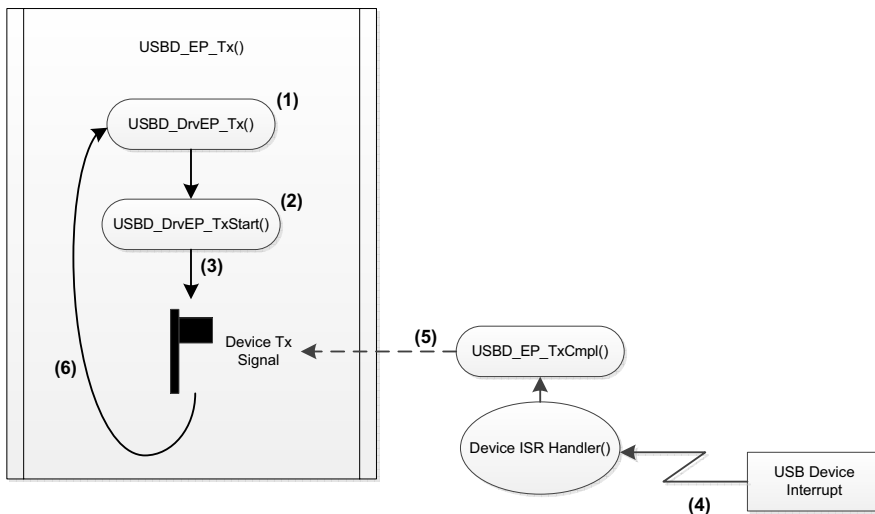 USBD_EP_Tx()
(1)
USBD_DrvEP_Tx()
(2)
USBD_DrvEP_TxStart()
(3)
Device Tx
Signal
(5)
USBD_EP_TxCmpl()
(6)
Device ISR Handler()
USB Device
Interrupt
(4)